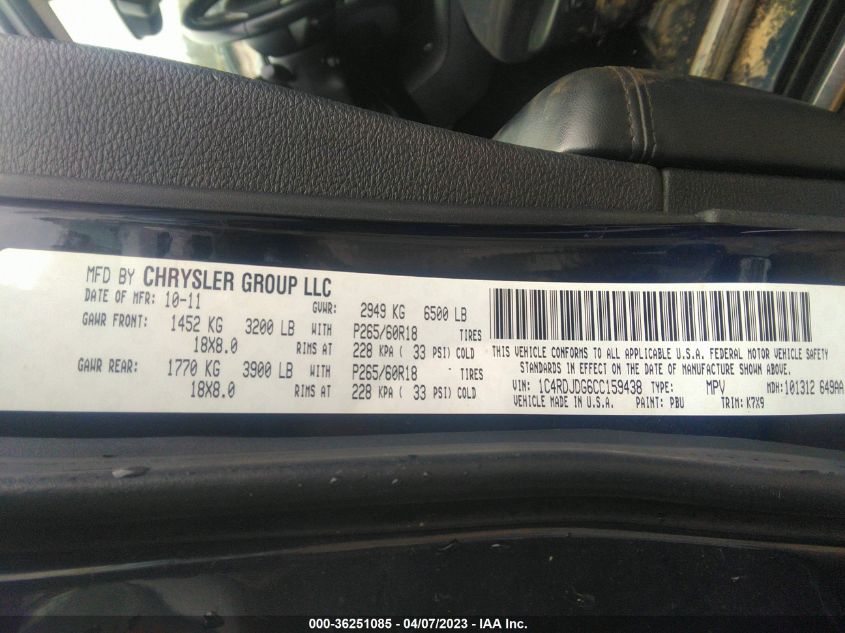 MFD BY CHRYSLER GROUP LLC
DATE OF MFR: 10-11 GVWR: 2949 KG 6500 LB
GAWR FRONT: 1452 KG 3200 LB WITH P265/60R18 TIRES
18X8.0 RIMS AT 228 KPA ( 33 PSI) COLD
GAWR REAR: 1770 KG 3900 LB WITH P265/60R18 - TIRES
18X8.0 RIMS AT 228 KPA ( 33 PSI) COLD
THIS VEHICLE CONFORMS TO ALL APPLICABLE U.S.A. FEDERAL MOTOR VEHICLE SAFETY
STANDARDS IN EFFECT ON THE DATE OF MANUFACTURE SHOWN ABOVE.
VIN: 1C4RDJDG6CC159438 TYPE: MPV MDH: 101312 649AA
VEHICLE MADE IN U.S.A. PAINT: PBU TRIM: K7X9
000-36251085 - 04/07/2023 - IAA Inc.